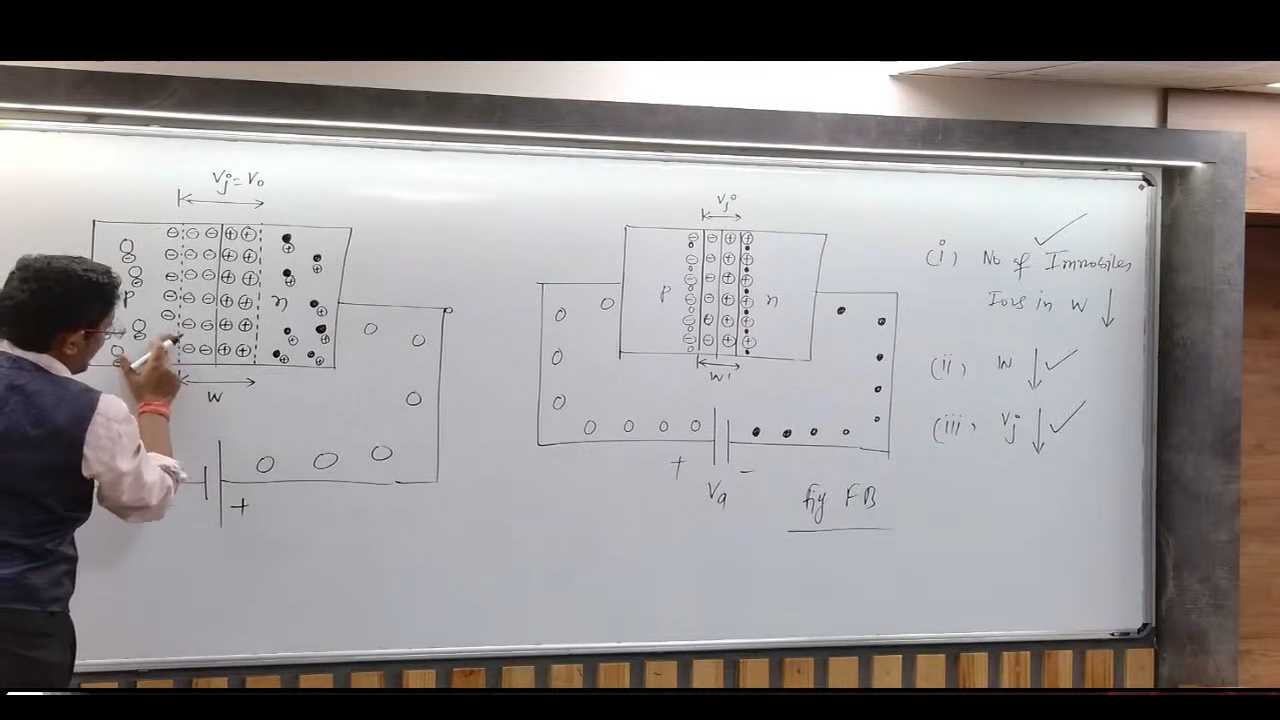 Vj = V0
P
n
W
+
Vj
P
n
W'
+
-
Va
fig FB
(i) No of Immobiles
Ions in W ↓
(ii) W ↓
(iii) Vj ↓